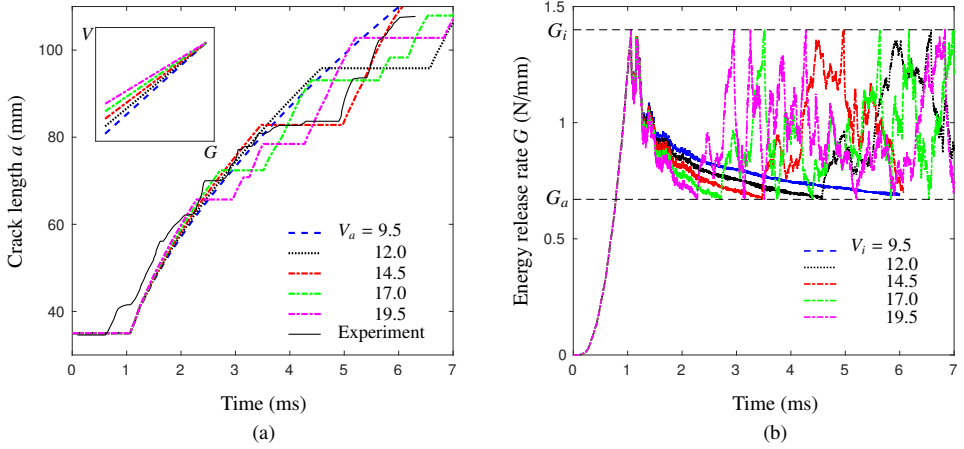 V
G
Crack length a (mm)
100
80
60
40
V_a = 9.5
12.0
14.5
17.0
19.5
Experiment
0 1 2 3 4 5 6 7
Time (ms)
(a)
Energy release rate G (N/mm)
1.5
G_i
1
G_a
0.5
0
V_i = 9.5
12.0
14.5
17.0
19.5
0 1 2 3 4 5 6 7
Time (ms)
(b)